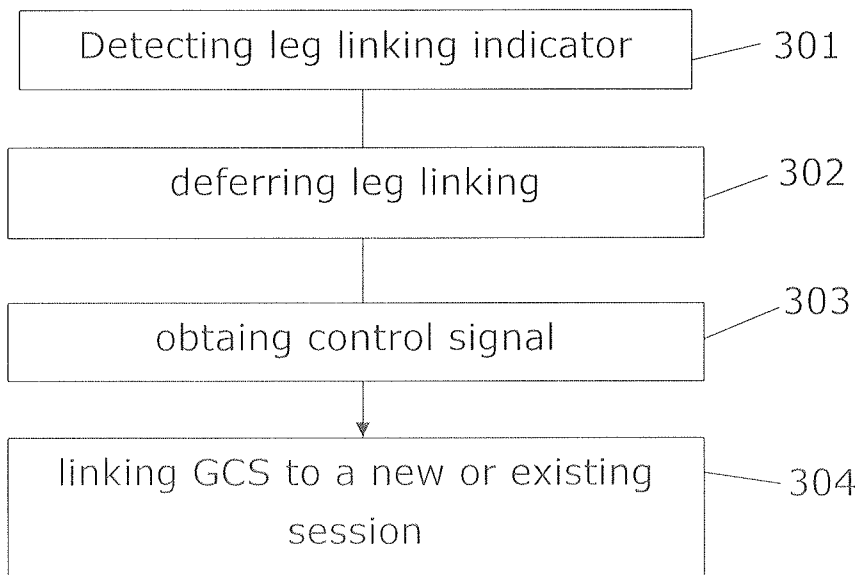 Detecting leg linking indicator
301
deferring leg linking
302
obtaing control signal
303
linking GCS to a new or existing
session
304